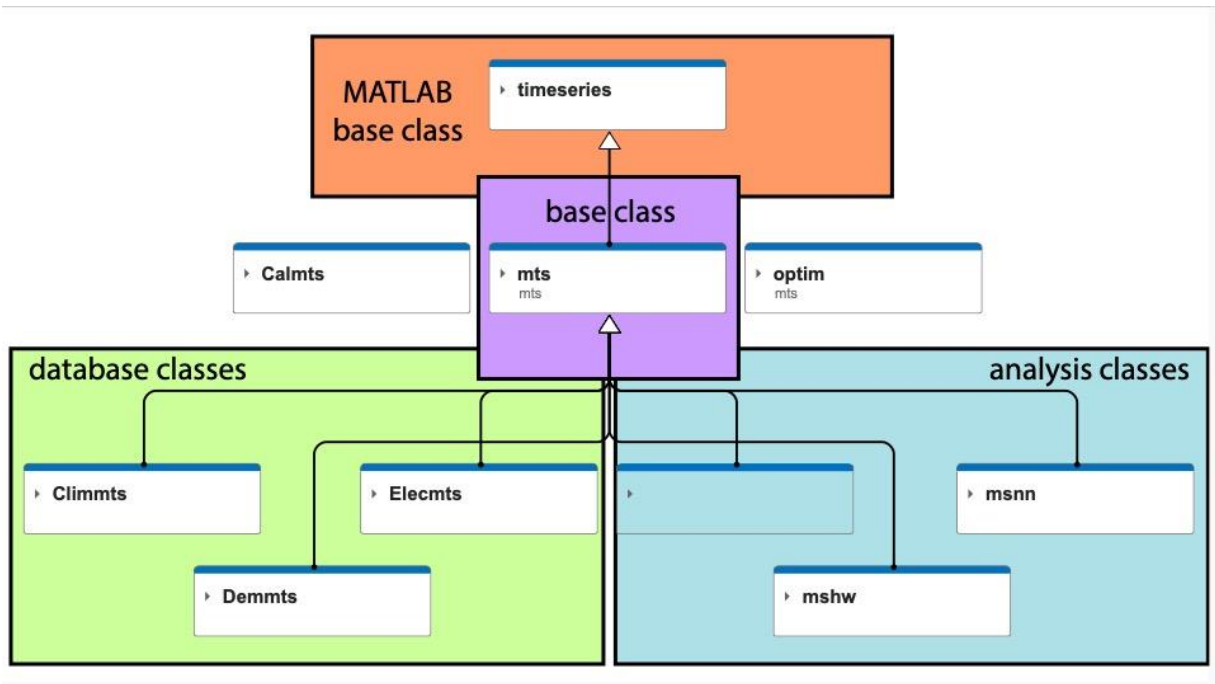 MATLAB
base class
timeseries
base class
Calmts
mts
mts
optim
mts
database classes
analysis classes
Climmts
Elecmts
msnn
Demmts
mshw